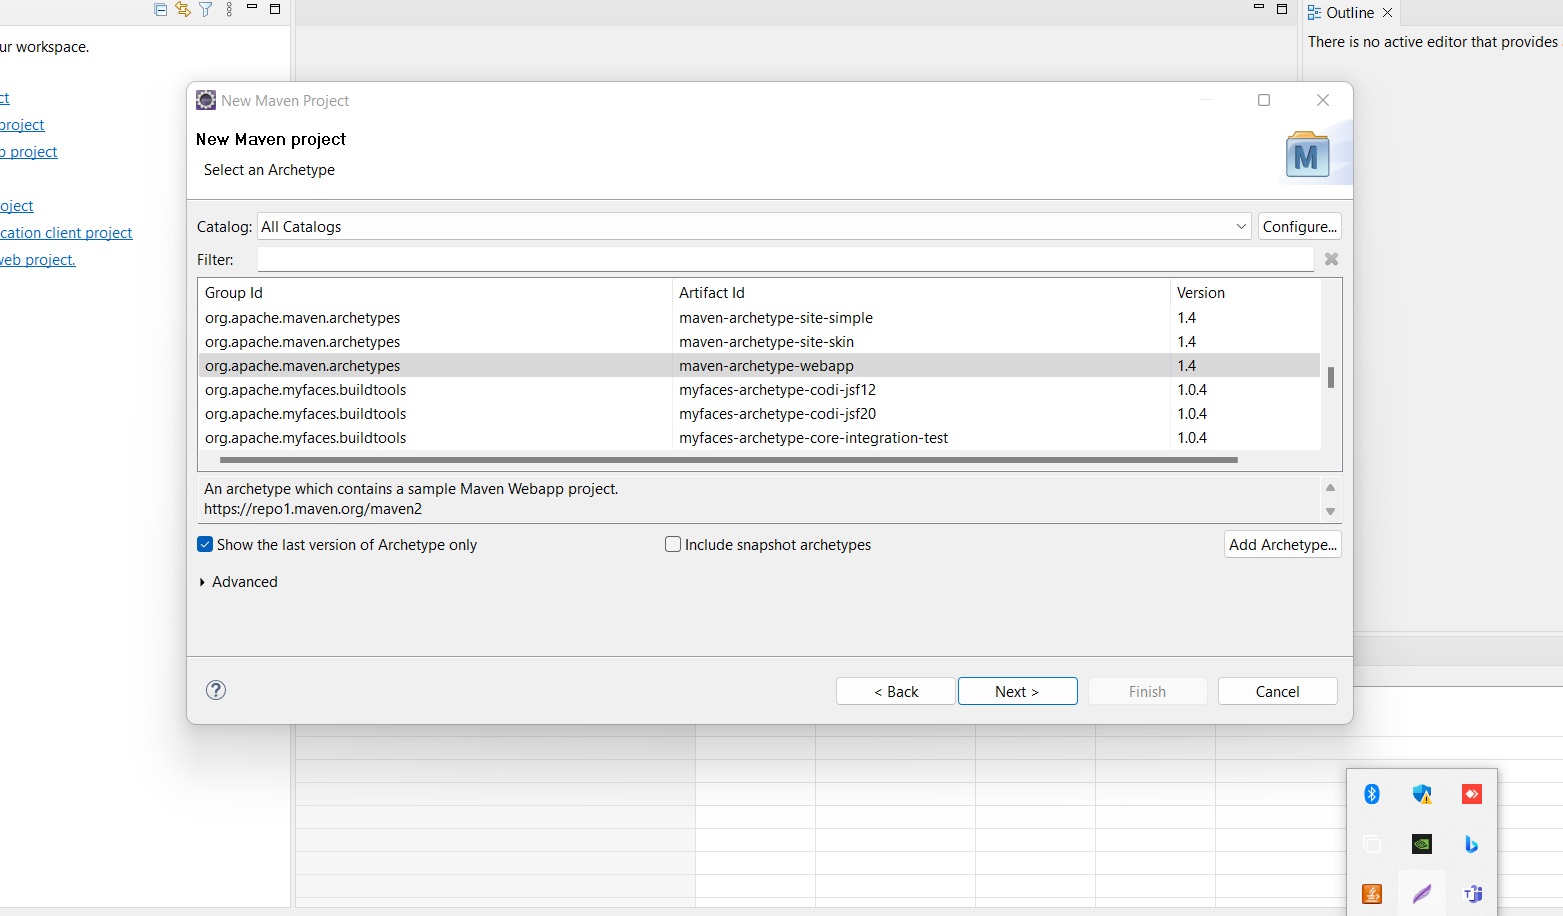 ur workspace.
ct
project
b project
oject
cation client project
web project.
Outline
There is no active editor that provides
New Maven Project
New Maven project
Select an Archetype
M
Catalog: All Catalogs Configure...
Filter:
Group Id Artifact Id Version
org.apache.maven.archetypes maven-archetype-site-simple 1.4
org.apache.maven.archetypes maven-archetype-site-skin 1.4
org.apache.maven.archetypes maven-archetype-webapp 1.4
org.apache.myfaces.buildtools myfaces-archetype-codi-jsf12 1.0.4
org.apache.myfaces.buildtools myfaces-archetype-codi-jsf20 1.0.4
org.apache.myfaces.buildtools myfaces-archetype-core-integration-test 1.0.4
An archetype which contains a sample Maven Webapp project.
https://repo1.maven.org/maven2
Show the last version of Archetype only Include snapshot archetypes Add Archetype...
Advanced
? < Back Next > Finish Cancel